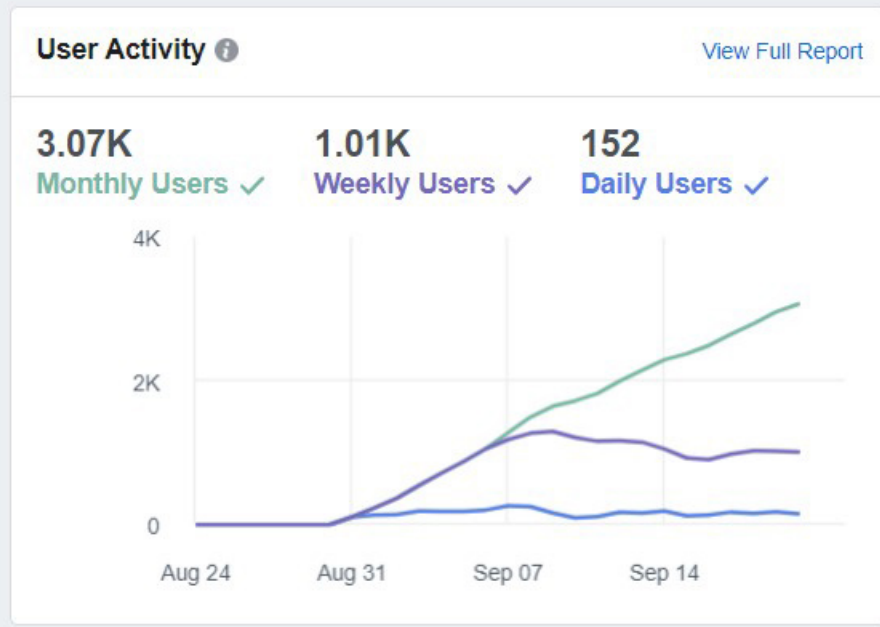 User Activity
View Full Report
3.07K 1.01K 152
Monthly Users Weekly Users Daily Users
4K
2K
0
Aug 24 Aug 31 Sep 07 Sep 14